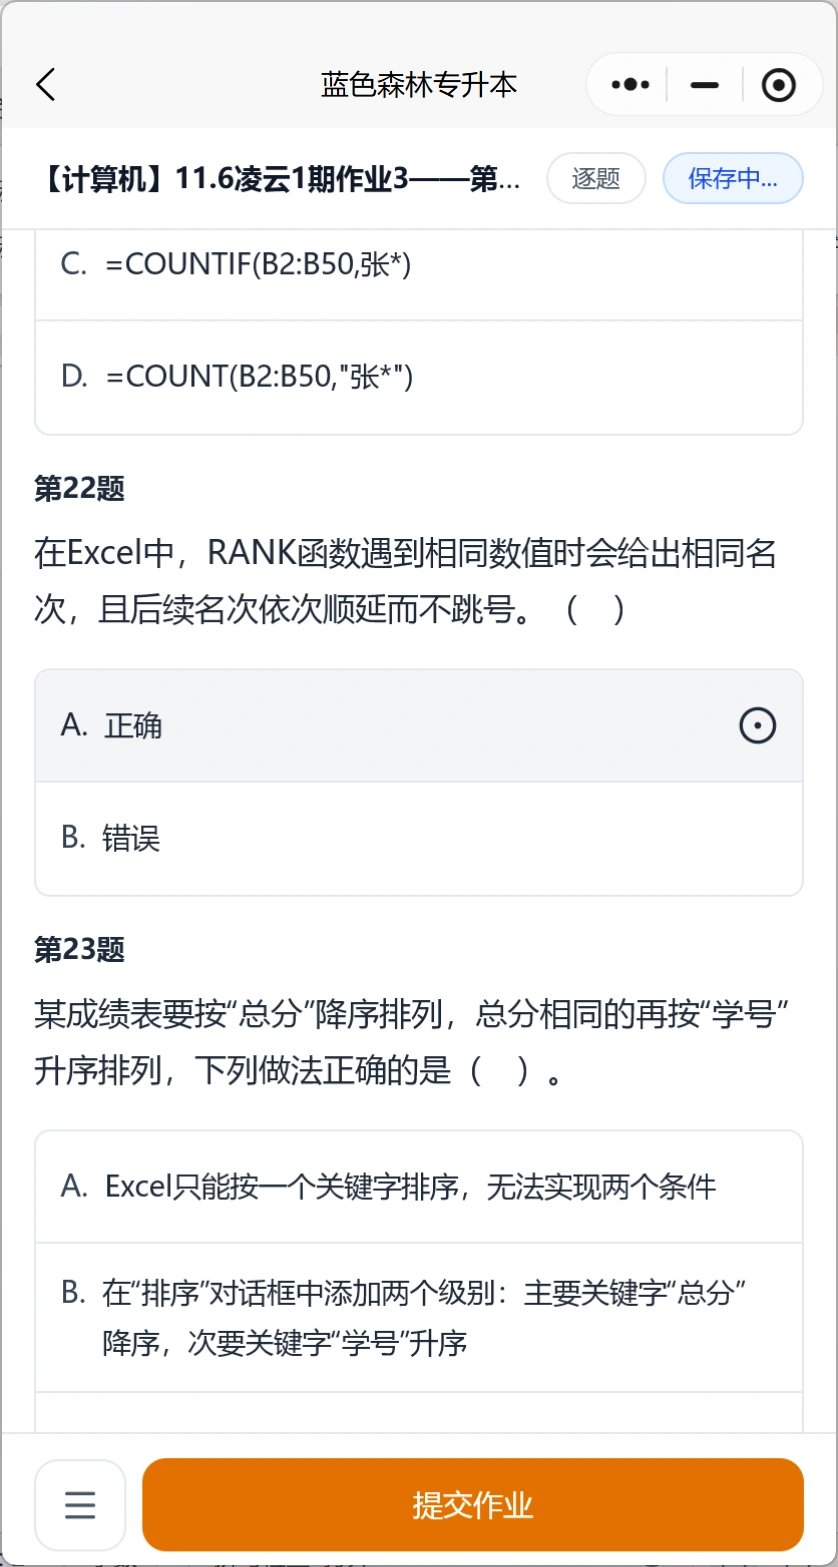 蓝色森林专升本
【计算机】11.6凌云1期作业3——第...
逐题
保存中...
C. =COUNTIF(B2:B50,张*)
D. =COUNT(B2:B50,"张*")
第22题
在Excel中，RANK函数遇到相同数值时会给出相同名
次，且后续名次依次顺延而不跳号。（　）
A. 正确
B. 错误
第23题
某成绩表要按“总分”降序排列，总分相同的再按“学号”
升序排列，下列做法正确的是（　）。
A. Excel只能按一个关键字排序，无法实现两个条件
B. 在“排序”对话框中添加两个级别：主要关键字“总分”
降序，次要关键字“学号”升序
提交作业